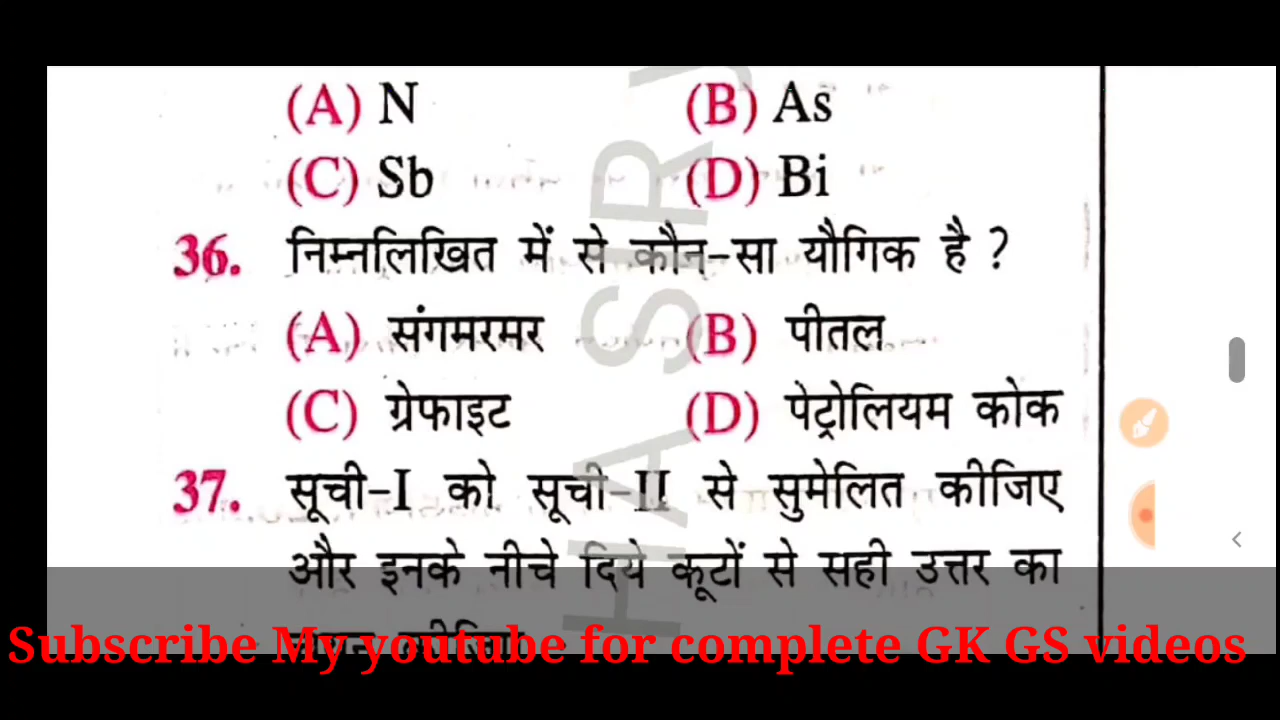 (A) N (B) As
(C) Sb (D) Bi
36. निम्नलिखित में से कौन-सा यौगिक है ?
(A) संगमरमर (B) पीतल
(C) ग्रेफाइट (D) पेट्रोलियम कोक
37. सूची-I को सूची-II से सुमेलित कीजिए
और इनके नीचे दिये कूटों से सही उत्तर का
Subscribe My youtube for complete GK GS videos